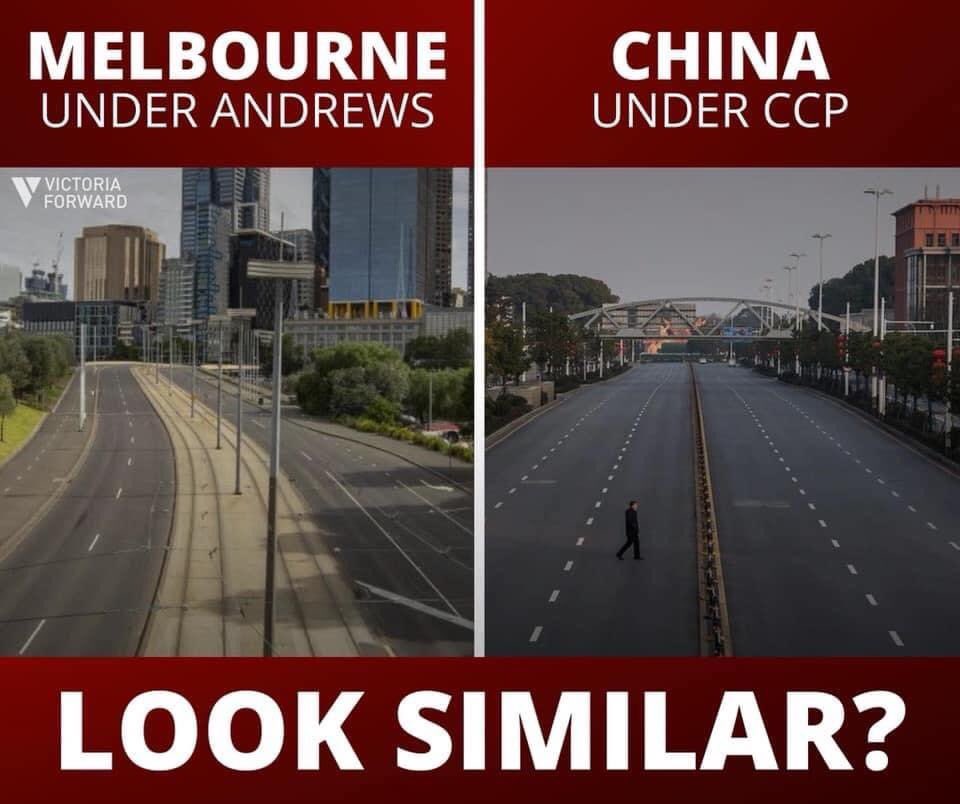 MELBOURNE
UNDER ANDREWS
CHINA
UNDER CCP
VICTORIA
FORWARD
LOOK SIMILAR?